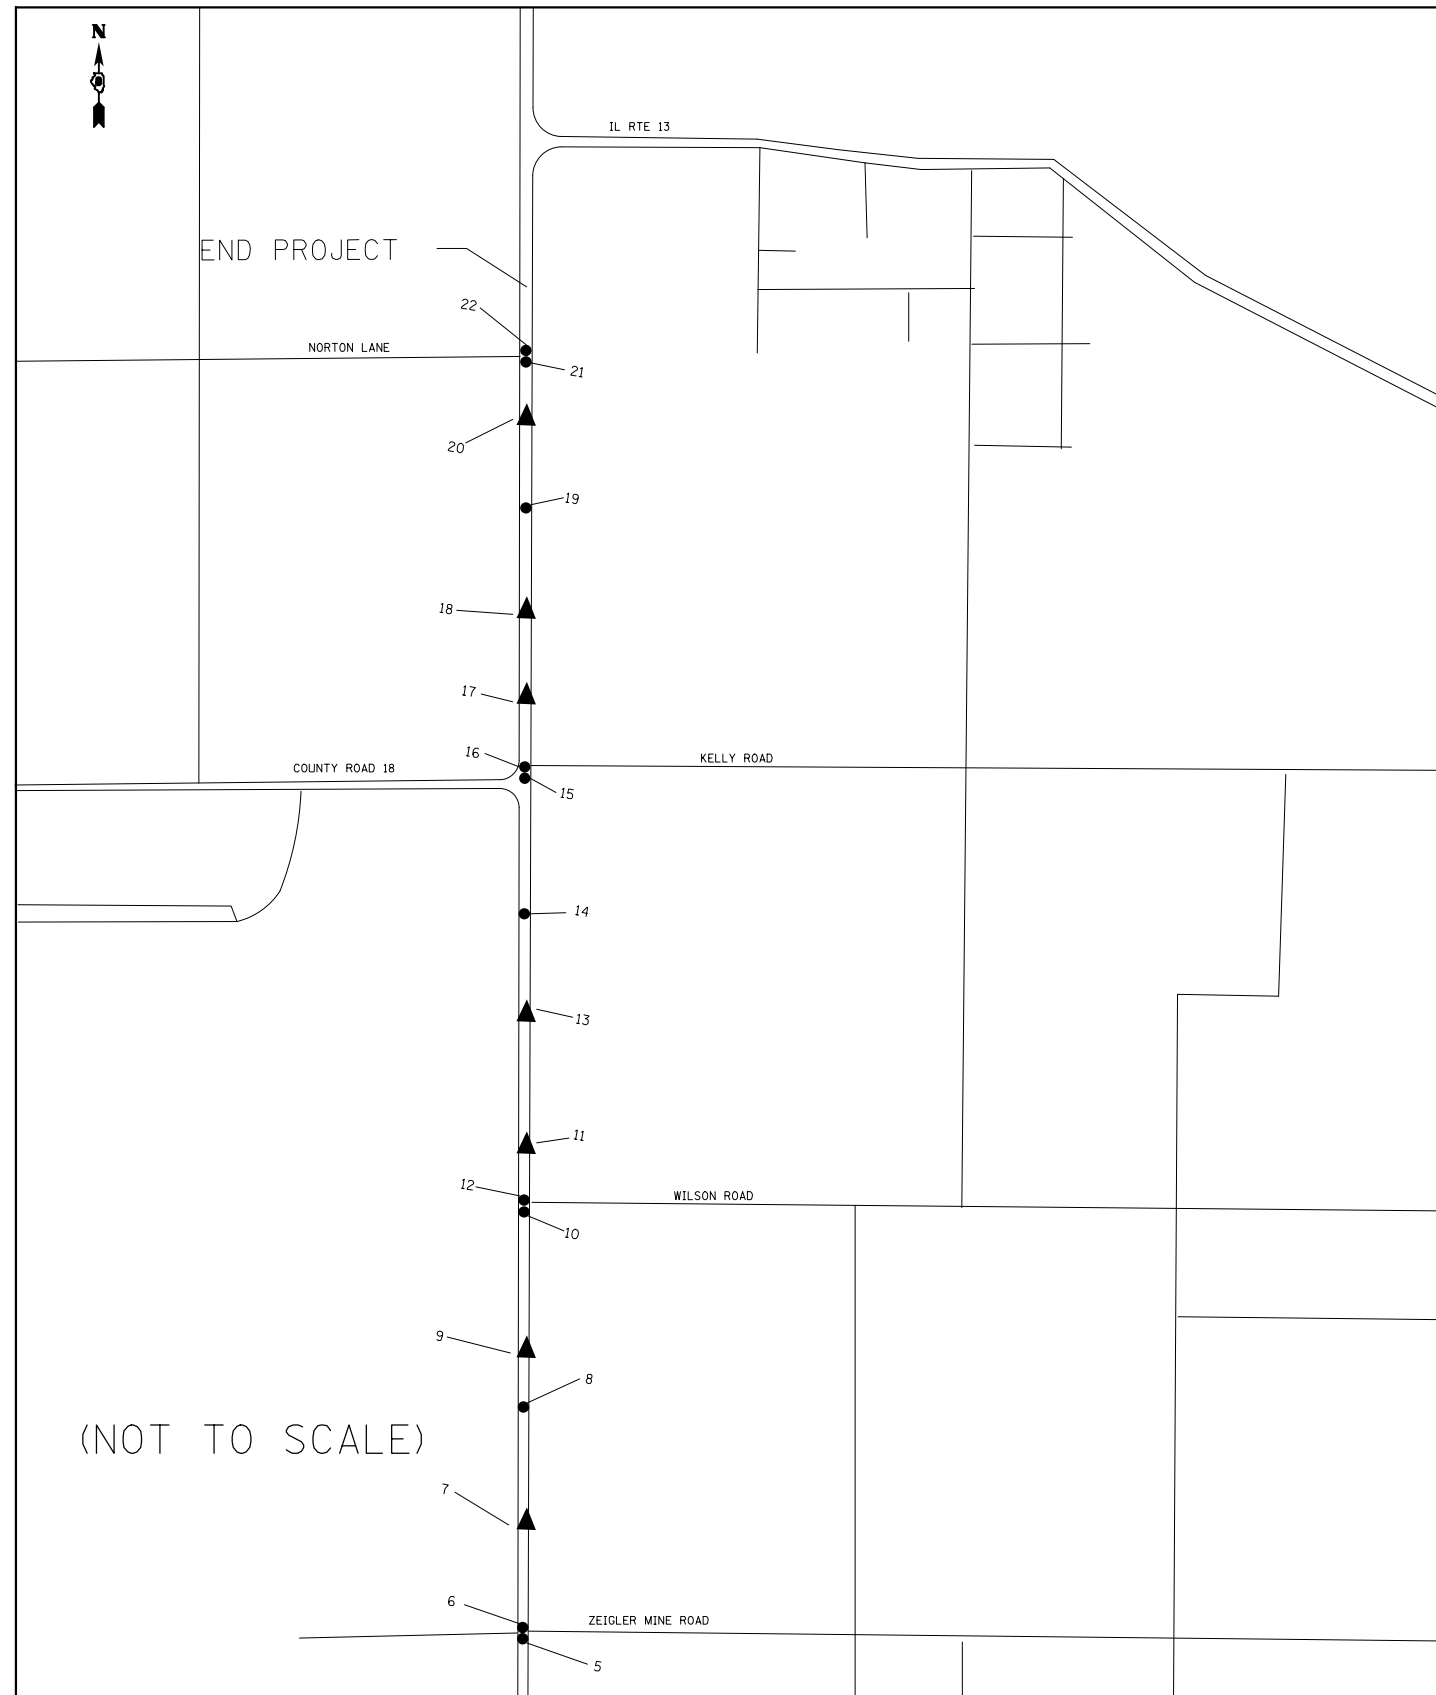 N
IL RTE 13
END PROJECT
22
NORTON LANE
21
20
19
18
17
16
KELLY ROAD
COUNTY ROAD 18
15
14
13
11
12
WILSON ROAD
10
9
8
(NOT TO SCALE)
7
6
ZEIGLER MINE ROAD
5